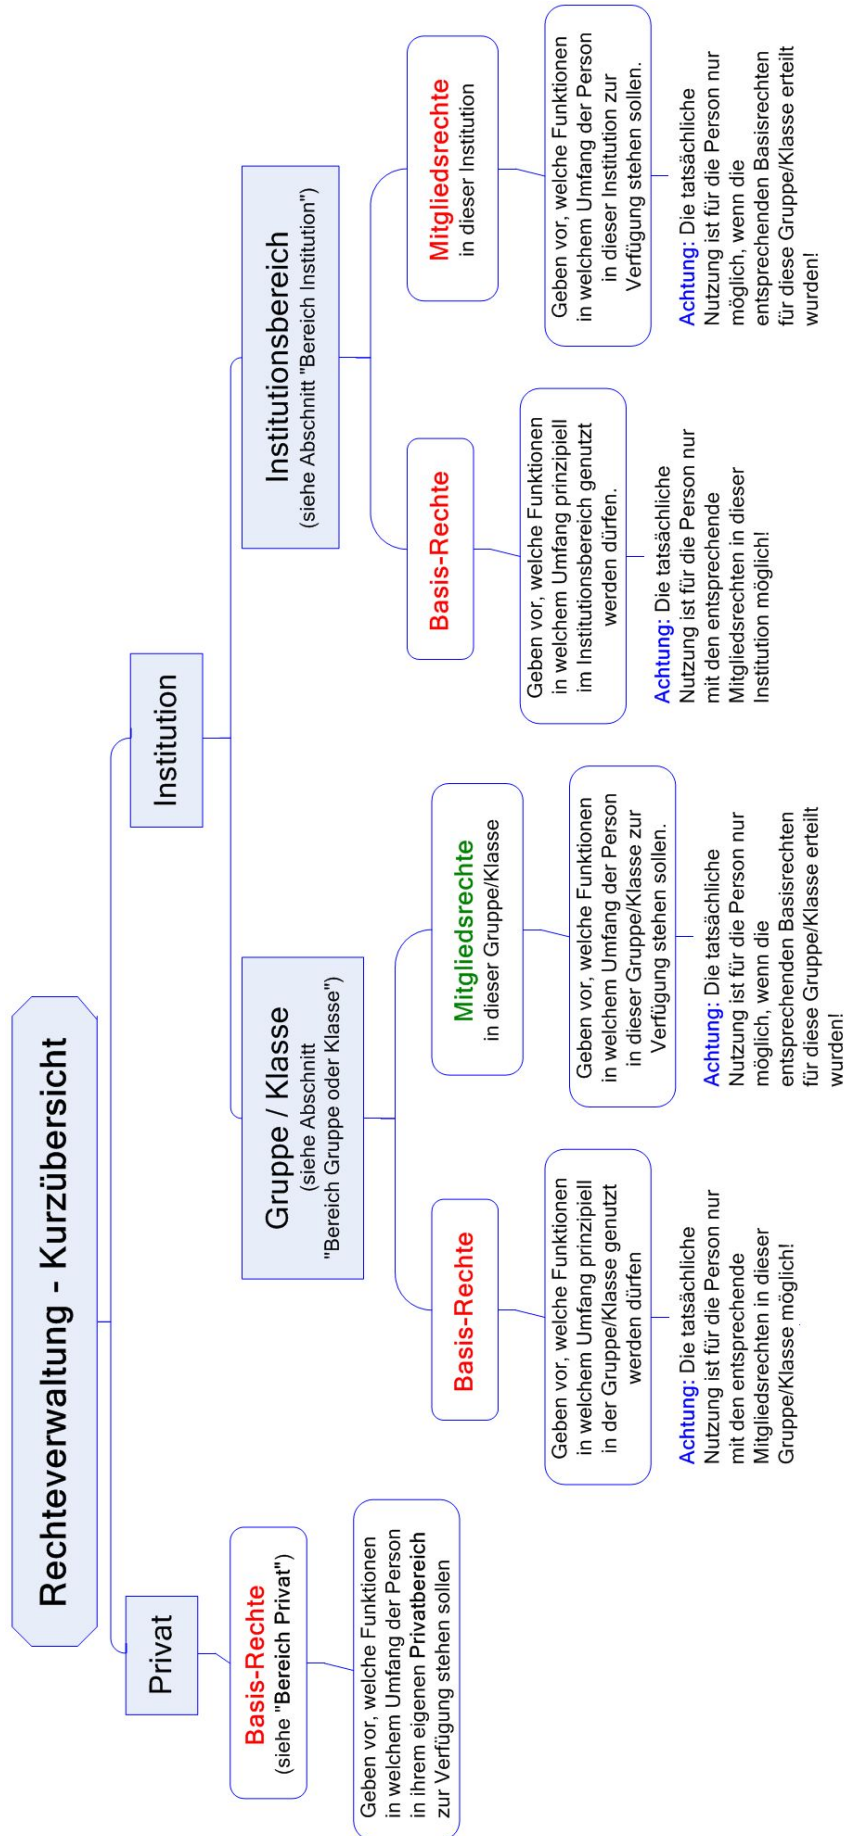 Rechteverwaltung - Kurzübersicht
Privat
Basis-Rechte
(siehe "Bereich Privat")
Geben vor, welche Funktionen
in welchem Umfang der Person
in ihrem eigenen Privatbereich
zur Verfügung stehen sollen
Institution
Gruppe / Klasse
(siehe Abschnitt
"Bereich Gruppe oder Klasse")
Basis-Rechte
Geben vor, welche Funktionen
in welchem Umfang prinzipiell
in der Gruppe/Klasse genutzt
werden dürfen
Achtung: Die tatsächliche
Nutzung ist für die Person nur
mit den entsprechende
Mitgliedsrechten in dieser
Gruppe/Klasse möglich!
Mitgliedsrechte
in dieser Gruppe/Klasse
Geben vor, welche Funktionen
in welchem Umfang der Person
in dieser Gruppe/Klasse zur
Verfügung stehen sollen.
Achtung: Die tatsächliche
Nutzung ist für die Person nur
möglich, wenn die
entsprechenden Basisrechten
für diese Gruppe/Klasse erteilt
wurden!
Institutionsbereich
(siehe Abschnitt "Bereich Institution")
Basis-Rechte
Geben vor, welche Funktionen
in welchem Umfang prinzipiell
im Institutionsbereich genutzt
werden dürfen.
Achtung: Die tatsächliche
Nutzung ist für die Person nur
mit den entsprechende
Mitgliedsrechten in dieser
Institution möglich!
Mitgliedsrechte
in dieser Institution
Geben vor, welche Funktionen
in welchem Umfang der Person
in dieser Institution zur
Verfügung stehen sollen.
Achtung: Die tatsächliche
Nutzung ist für die Person nur
möglich, wenn die
entsprechenden Basisrechten
für diese Gruppe/Klasse erteilt
wurden!